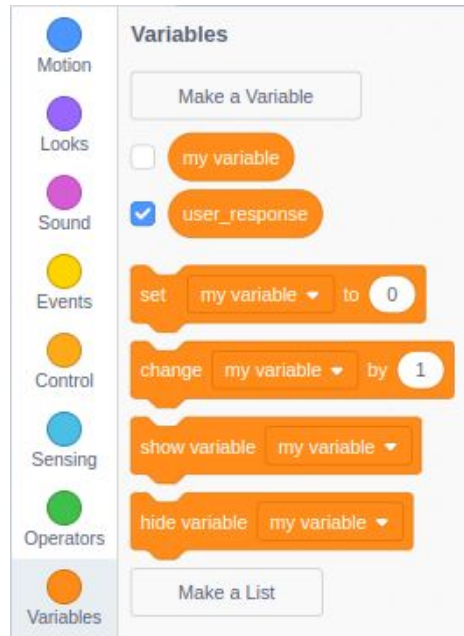 Motion
Looks
Sound
Events
Control
Sensing
Operators
Variables
Variables
Make a Variable
my variable
user_response
set my variable to 0
change my variable by 1
show variable my variable
hide variable my variable
Make a List